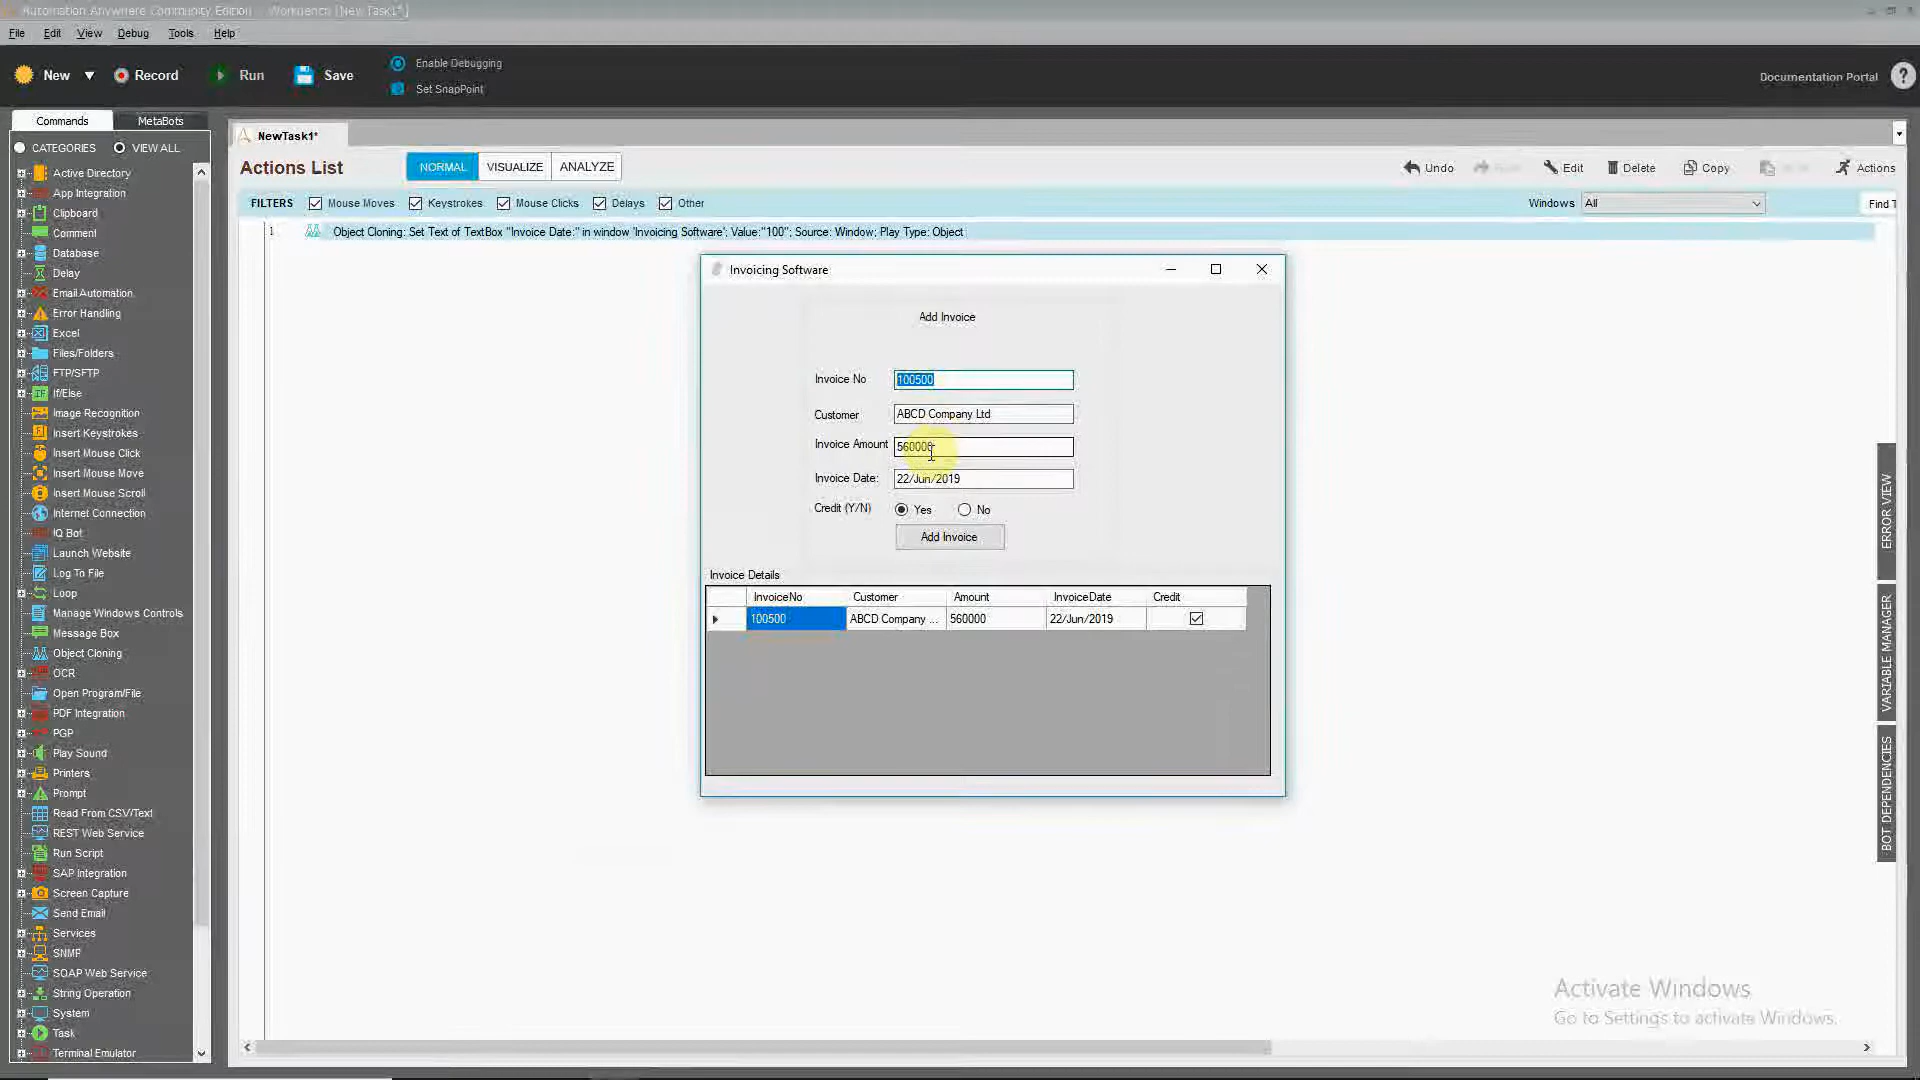 Automation Anywhere Community Edition - Workbench [New Task1*]
File Edit View Debug Tools Help
New Record Run Save
Enable Debugging
Set SnapPoint
Documentation Portal ?
Commands MetaBots
CATEGORIES VIEW ALL
NewTask1*
Actions List NORMAL VISUALIZE ANALYZE
Undo Edit Delete Copy Actions
FILTERS Mouse Moves Keystrokes Mouse Clicks Delays Other
Windows All Find T
1 Object Cloning: Set Text of TextBox "Invoice Date:" in window 'Invoicing Software'; Value:"100"; Source: Window; Play Type: Object
Active Directory
App Integration
Clipboard
Comment
Database
Delay
Email Automation
Error Handling
Excel
Files/Folders
FTP/SFTP
If/Else
Image Recognition
Insert Keystrokes
Insert Mouse Click
Insert Mouse Move
Insert Mouse Scroll
Internet Connection
IQ Bot
Launch Website
Log To File
Loop
Manage Windows Controls
Message Box
Object Cloning
OCR
Open Program/File
PDF Integration
PGP
Play Sound
Printers
Prompt
Read From CSV/Text
REST Web Service
Run Script
SAP Integration
Screen Capture
Send Email
Services
SNMP
SOAP Web Service
String Operation
System
Task
Terminal Emulator
Invoicing Software
Add Invoice
Invoice No 100500
Customer ABCD Company Ltd
Invoice Amount 560000
Invoice Date: 22/Jun/2019
Credit (Y/N) Yes No
Add Invoice
Invoice Details
InvoiceNo Customer Amount InvoiceDate Credit
100500 ABCD Company ... 560000 22/Jun/2019
ERROR VIEW
VARIABLE MANAGER
BOT DEPENDENCIES
Activate Windows
Go to Settings to activate Windows.